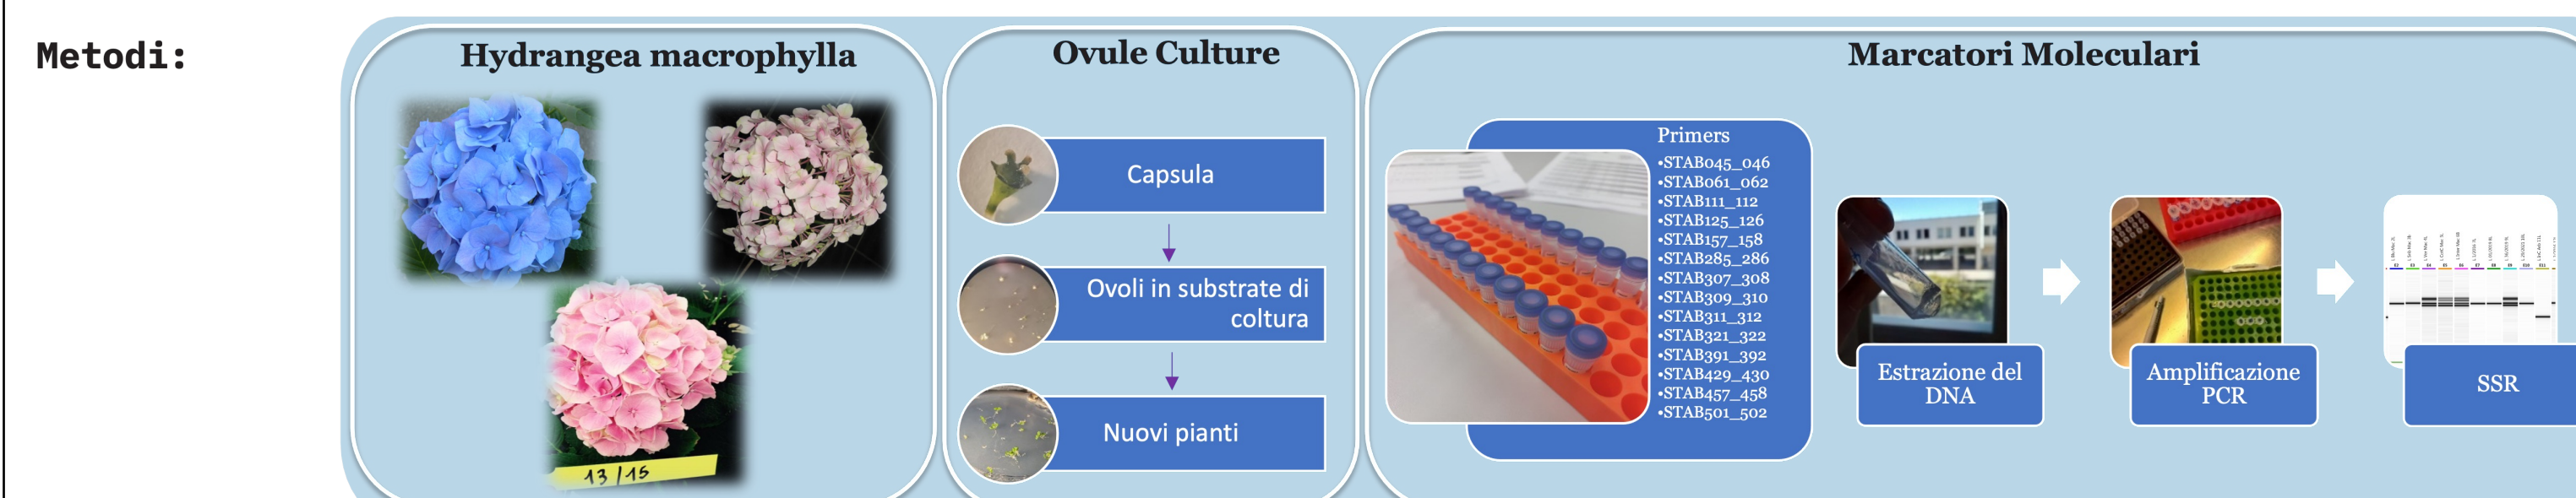 Metodi:
Hydrangea macrophylla
13/15
Ovule Culture
Capsula
Ovoli in substrate di
coltura
Nuovi pianti
Marcatori Moleculari
Primers
•STAB045_046
•STAB061_062
•STAB111_112
•STAB125_126
•STAB157_158
•STAB285_286
•STAB307_308
•STAB309_310
•STAB311_312
•STAB321_322
•STAB391_392
•STAB429_430
•STAB457_458
•STAB501_502
Estrazione del
DNA
Amplificazione
PCR
SSR